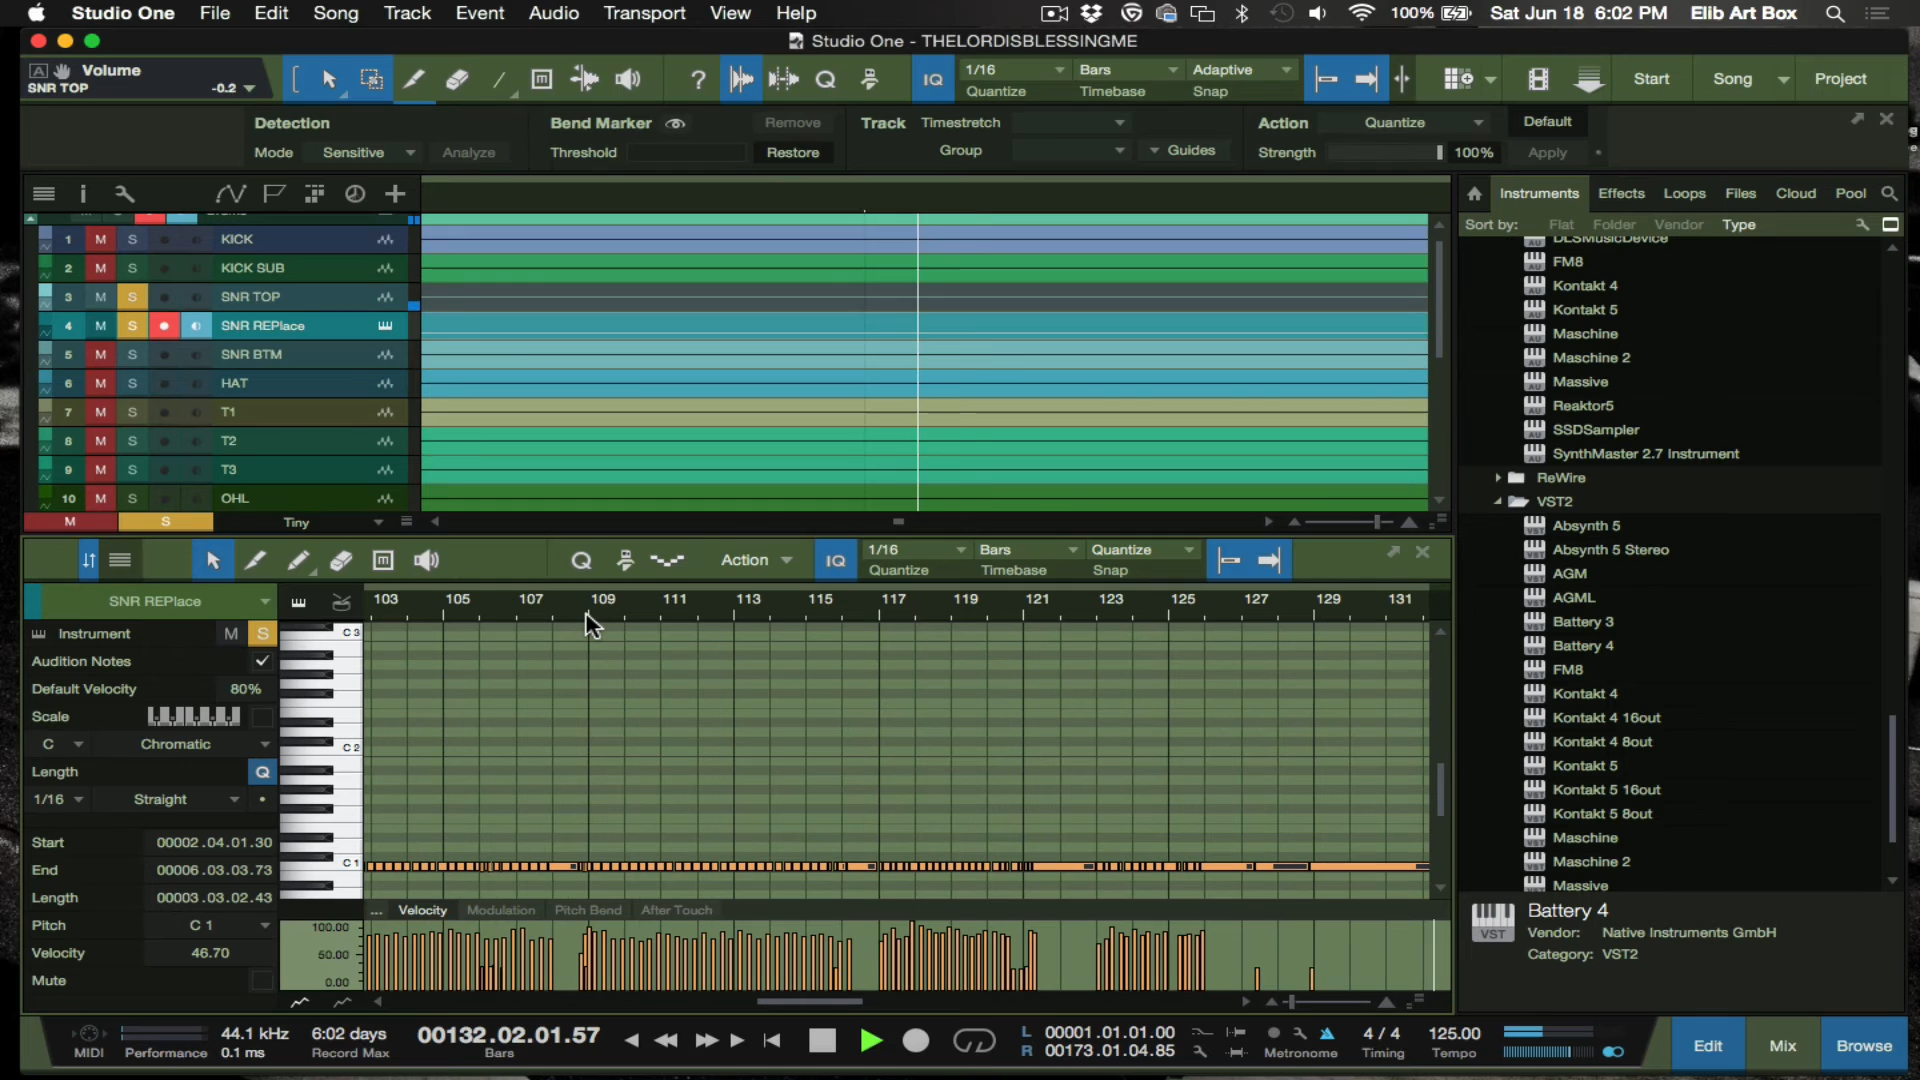 Studio One File Edit Song Track Event Audio Transport View Help 100% Sat Jun 18 6:02 PM Elib Art Box
Studio One - THELORDISBLESSINGME
A Volume
SNR TOP -0.2
? IQ 1/16 Quantize Bars Timebase Adaptive Snap Start Song Project
Detection Bend Marker Remove Track Timestretch Action Quantize Default
Mode Sensitive Analyze Threshold Restore Group Guides Strength 100% Apply
Instruments Effects Loops Files Cloud Pool
Sort by: Flat Folder Vendor Type
1 M S KICK
2 M S KICK SUB
3 M S SNR TOP
4 M S SNR REPlace
5 M S SNR BTM
6 M S HAT
7 M S T1
8 M S T2
9 M S T3
10 M S OHL
M S Tiny
DLSMusicDevice
FM8
Kontakt 4
Kontakt 5
Maschine
Maschine 2
Massive
Reaktor5
SSDSampler
SynthMaster 2.7 Instrument
ReWire
VST2
Absynth 5
Absynth 5 Stereo
AGM
AGML
Battery 3
Battery 4
FM8
Kontakt 4
Kontakt 4 16out
Kontakt 4 8out
Kontakt 5
Kontakt 5 16out
Kontakt 5 8out
Maschine
Maschine 2
Massive
Battery 4
Vendor: Native Instruments GmbH
Category: VST2
Q Action IQ 1/16 Quantize Bars Timebase Quantize Snap
SNR REPlace 103 105 107 109 111 113 115 117 119 121 123 125 127 129 131
Instrument M S
Audition Notes
Default Velocity 80%
Scale
C Chromatic
Length Q
1/16 Straight
Start 00002.04.01.30
End 00006.03.03.73
Length 00003.03.02.43
Pitch C 1
Velocity 46.70
Mute
C 3
C 2
C 1
... Velocity Modulation Pitch Bend After Touch
100.00
50.00
0.00
MIDI Performance 44.1 kHz 0.1 ms 6:02 days Record Max 00132.02.01.57 Bars L 00001.01.01.00 R 00173.01.04.85 Metronome 4 / 4 Timing 125.00 Tempo Edit Mix Browse